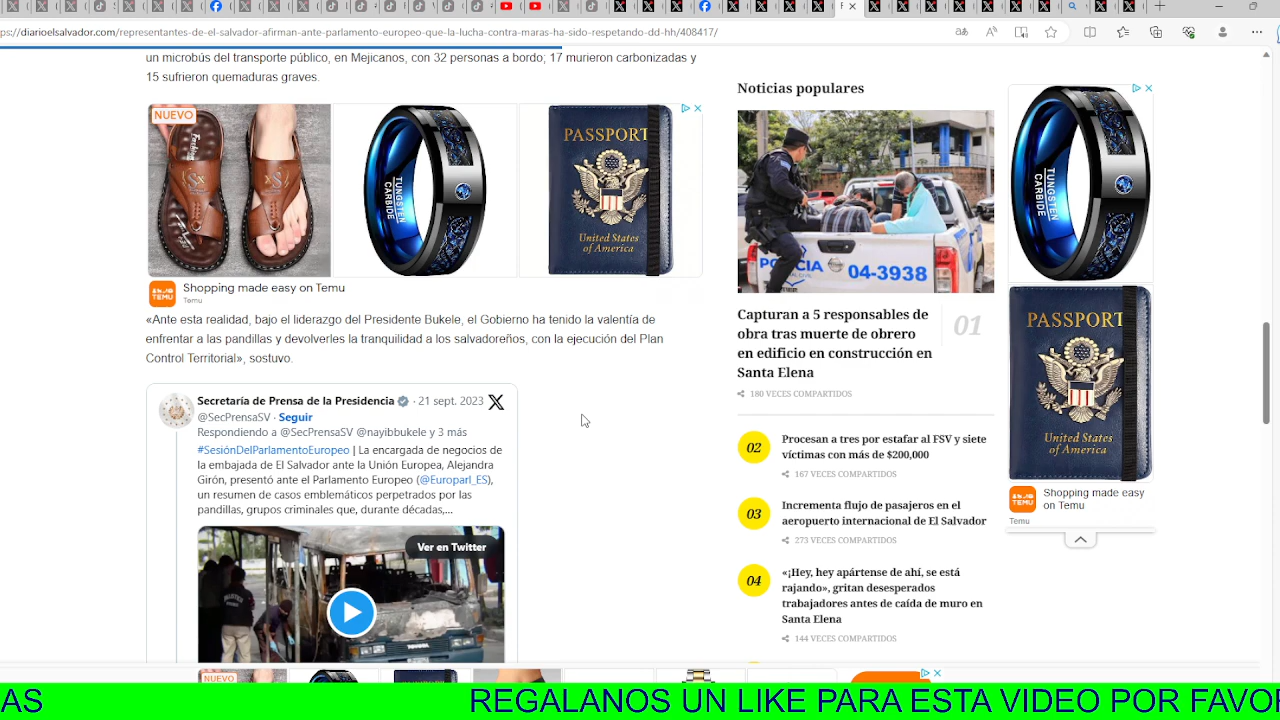 ps://diarioelsalvador.com/representantes-de-el-salvador-afirman-ante-parlamento-europeo-que-la-lucha-contra-maras-ha-sido-respetando-dd-hh/408417/
un microbús del transporte público, en Mejicanos, con 32 personas a bordo; 17 murieron carbonizadas y
15 sufrieron quemaduras graves.
NUEVO
TUNGSTEN
CARBIDE
PASSPORT
United States
of America
TEMU
Shopping made easy on Temu
Temu
«Ante esta realidad, bajo el liderazgo del Presidente Bukele, el Gobierno ha tenido la valentía de
enfrentar a las pandillas y devolverles la tranquilidad a los salvadoreños, con la ejecución del Plan
Control Territorial», sostuvo.
Secretaría de Prensa de la Presidencia · 21 sept. 2023
@SecPrensaSV · Seguir
Respondiendo a @SecPrensaSV @nayibbukele y 3 más
#SesiónDelParlamentoEuropeo | La encargada de negocios de
la embajada de El Salvador ante la Unión Europea, Alejandra
Girón, presentó ante el Parlamento Europeo (@Europarl_ES),
un resumen de casos emblemáticos perpetrados por las
pandillas, grupos criminales que, durante décadas,...
Ver en Twitter
Noticias populares
POLICIA
04-3938
Capturan a 5 responsables de
obra tras muerte de obrero
en edificio en construcción en
Santa Elena
01
180 VECES COMPARTIDOS
02
Procesan a tres por estafar al FSV y siete
víctimas con más de $200,000
167 VECES COMPARTIDOS
03
Incrementa flujo de pasajeros en el
aeropuerto internacional de El Salvador
273 VECES COMPARTIDOS
04
«¡Hey, hey apártense de ahí, se está
rajando», gritan desesperados
trabajadores antes de caída de muro en
Santa Elena
144 VECES COMPARTIDOS
TUNGSTEN
CARBIDE
PASSPORT
United States
of America
TEMU
Shopping made easy
on Temu
Temu
NUEVO
AS REGALANOS UN LIKE PARA ESTA VIDEO POR FAVOR